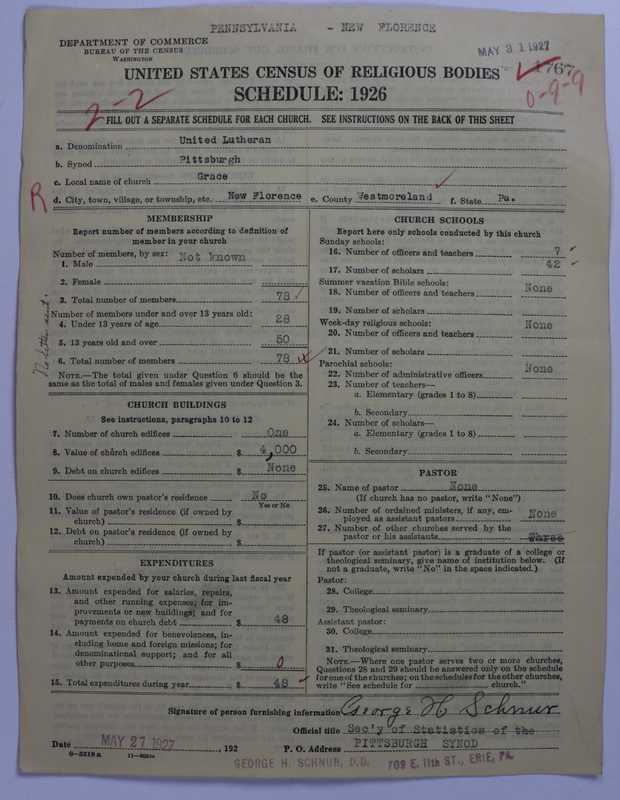 PENNSYLVANIA - NEW FLORENCE
DEPARTMENT OF COMMERCE
BUREAU OF THE CENSUS
WASHINGTON
MAY 31 1927
1767
UNITED STATES CENSUS OF RELIGIOUS BODIES
SCHEDULE: 1926
2-2
0-9-9
FILL OUT A SEPARATE SCHEDULE FOR EACH CHURCH. SEE INSTRUCTIONS ON THE BACK OF THIS SHEET
a. Denomination United Lutheran
b. Synod Pittsburgh
c. Local name of church Grace
R
d. City, town, village, or township, etc. New Florence e. County Westmoreland f. State Pa.
MEMBERSHIP
Report number of members according to definition of
member in your church
Number of members, by sex: Not known
1. Male
2. Female
3. Total number of members 78
Number of members under and over 13 years old:
4. Under 13 years of age 28
5. 13 years old and over 50
6. Total number of members 78
NOTE.—The total given under Question 6 should be the
same as the total of males and females given under Question 3.
No letter sent.
CHURCH BUILDINGS
See instructions, paragraphs 10 to 12
7. Number of church edifices One
8. Value of church edifices $ 4,000
9. Debt on church edifices $ None
10. Does church own pastor's residence No
Yes or No
11. Value of pastor's residence (if owned by
church) $
12. Debt on pastor's residence (if owned by
church) $
EXPENDITURES
Amount expended by your church during last fiscal year
13. Amount expended for salaries, repairs,
and other running expenses; for im-
provements or new buildings; and for
payments on church debt $ 48
14. Amount expended for benevolences, in-
cluding home and foreign missions; for
denominational support; and for all
other purposes $ 0
15. Total expenditures during year $ 48
CHURCH SCHOOLS
Report here only schools conducted by this church
Sunday schools:
16. Number of officers and teachers 7
17. Number of scholars 42
Summer vacation Bible schools:
18. Number of officers and teachers None
19. Number of scholars
Week-day religious schools:
20. Number of officers and teachers None
21. Number of scholars
Parochial schools:
22. Number of administrative officers None
23. Number of teachers—
a. Elementary (grades 1 to 8)
b. Secondary
24. Number of scholars—
a. Elementary (grades 1 to 8)
b. Secondary
PASTOR
25. Name of pastor None
(If church has no pastor, write "None")
26. Number of ordained ministers, if any, em-
ployed as assistant pastors None
27. Number of other churches served by the
pastor or his assistants Three
If pastor (or assistant pastor) is a graduate of a college or
theological seminary, give name of institution below. (If
not a graduate, write "No" in the space indicated.)
Pastor:
28. College
29. Theological seminary
Assistant pastor:
30. College
31. Theological seminary
NOTE.—Where one pastor serves two or more churches,
Questions 28 and 29 should be answered only on the schedule
for one of the churches; on the schedules for the other churches,
write "See schedule for church."
Signature of person furnishing information George H Schnur
Official title Sec'y of Statistics of the
Date MAY 27 1927, 192 P. O. Address PITTSBURGH SYNOD
GEORGE H. SCHNUR, D.D. 709 E. 11th ST., ERIE, PA.